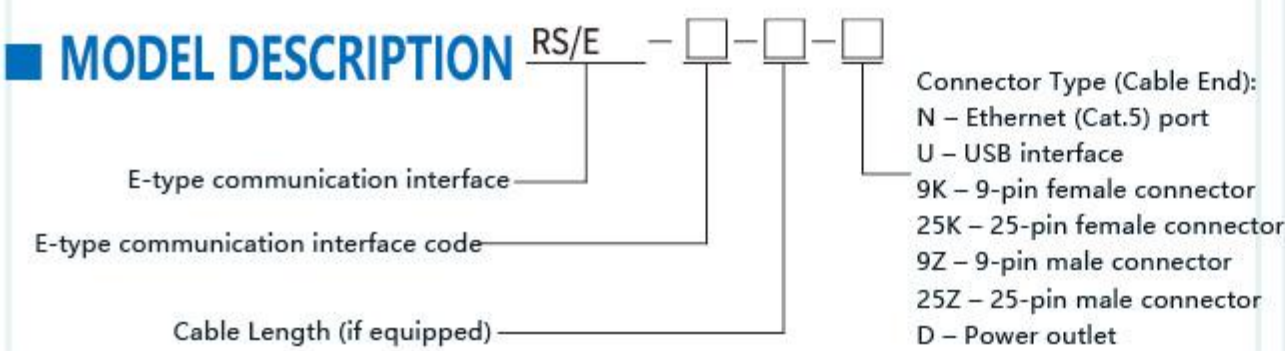 ■ MODEL DESCRIPTION RS/E – □ – □ – □
Connector Type (Cable End):
N – Ethernet (Cat.5) port
U – USB interface
E-type communication interface
9K – 9-pin female connector
25K – 25-pin female connector
E-type communication interface code
9Z – 9-pin male connector
25Z – 25-pin male connector
Cable Length (if equipped)
D – Power outlet